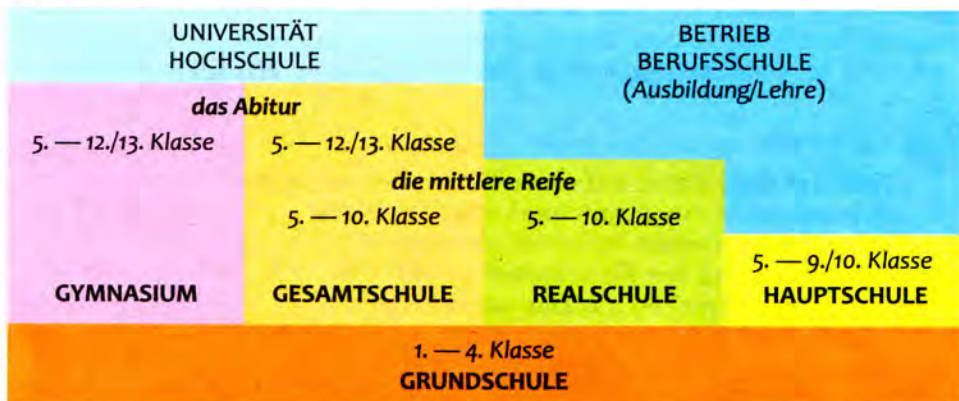 UNIVERSITÄT
HOCHSCHULE
BETRIEB
BERUFSSCHULE
(Ausbildung/Lehre)
das Abitur
5. — 12./13. Klasse
5. — 12./13. Klasse
die mittlere Reife
5. — 10. Klasse
5. — 10. Klasse
5. — 9./10. Klasse
GYMNASIUM
GESAMTSCHULE
REALSCHULE
HAUPTSCHULE
1. — 4. Klasse
GRUNDSCHULE